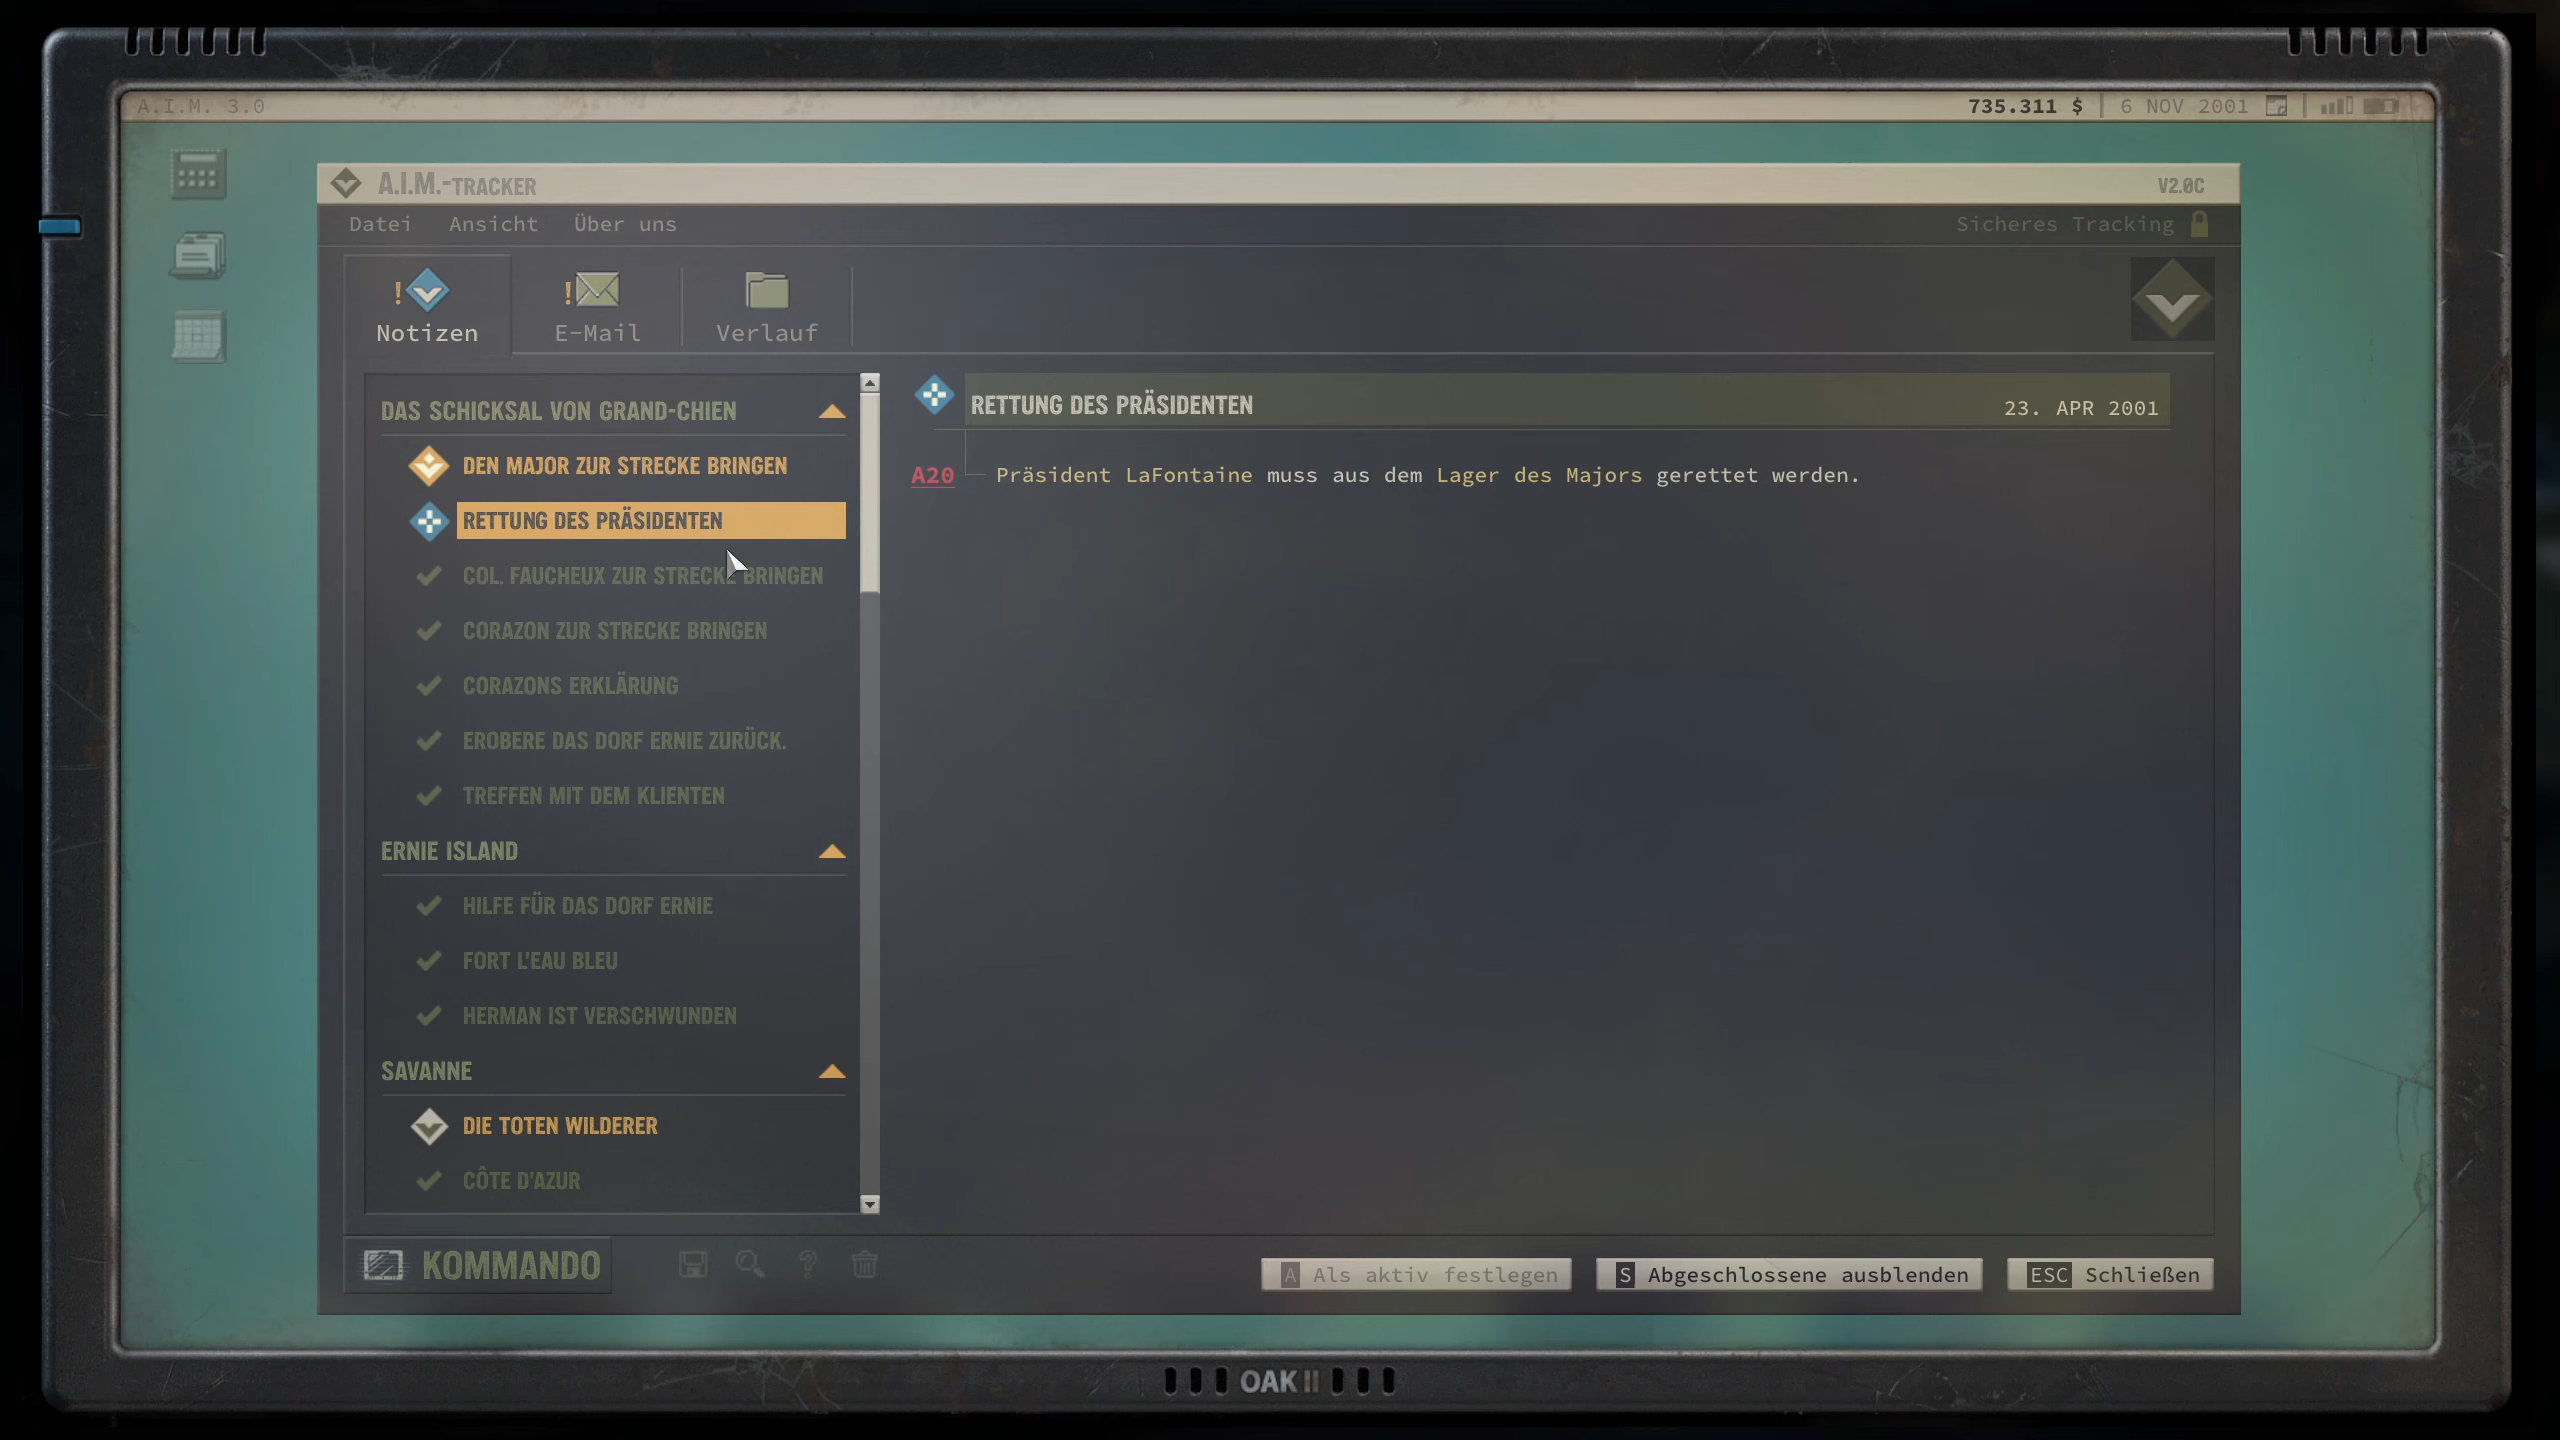 A.I.M. 3.0
735.311 $ | 6 NOV 2001
A.I.M.-TRACKER
V2.0C
Datei Ansicht Über uns
Sicheres Tracking
! Notizen
! E-Mail
Verlauf
DAS SCHICKSAL VON GRAND-CHIEN
DEN MAJOR ZUR STRECKE BRINGEN
RETTUNG DES PRÄSIDENTEN
COL. FAUCHEUX ZUR STRECKE BRINGEN
CORAZON ZUR STRECKE BRINGEN
CORAZONS ERKLÄRUNG
EROBERE DAS DORF ERNIE ZURÜCK.
TREFFEN MIT DEM KLIENTEN
ERNIE ISLAND
HILFE FÜR DAS DORF ERNIE
FORT L'EAU BLEU
HERMAN IST VERSCHWUNDEN
SAVANNE
DIE TOTEN WILDERER
CÔTE D'AZUR
RETTUNG DES PRÄSIDENTEN
23. APR 2001
A20 Präsident LaFontaine muss aus dem Lager des Majors gerettet werden.
KOMMANDO
A Als aktiv festlegen
S Abgeschlossene ausblenden
ESC Schließen
OAK II